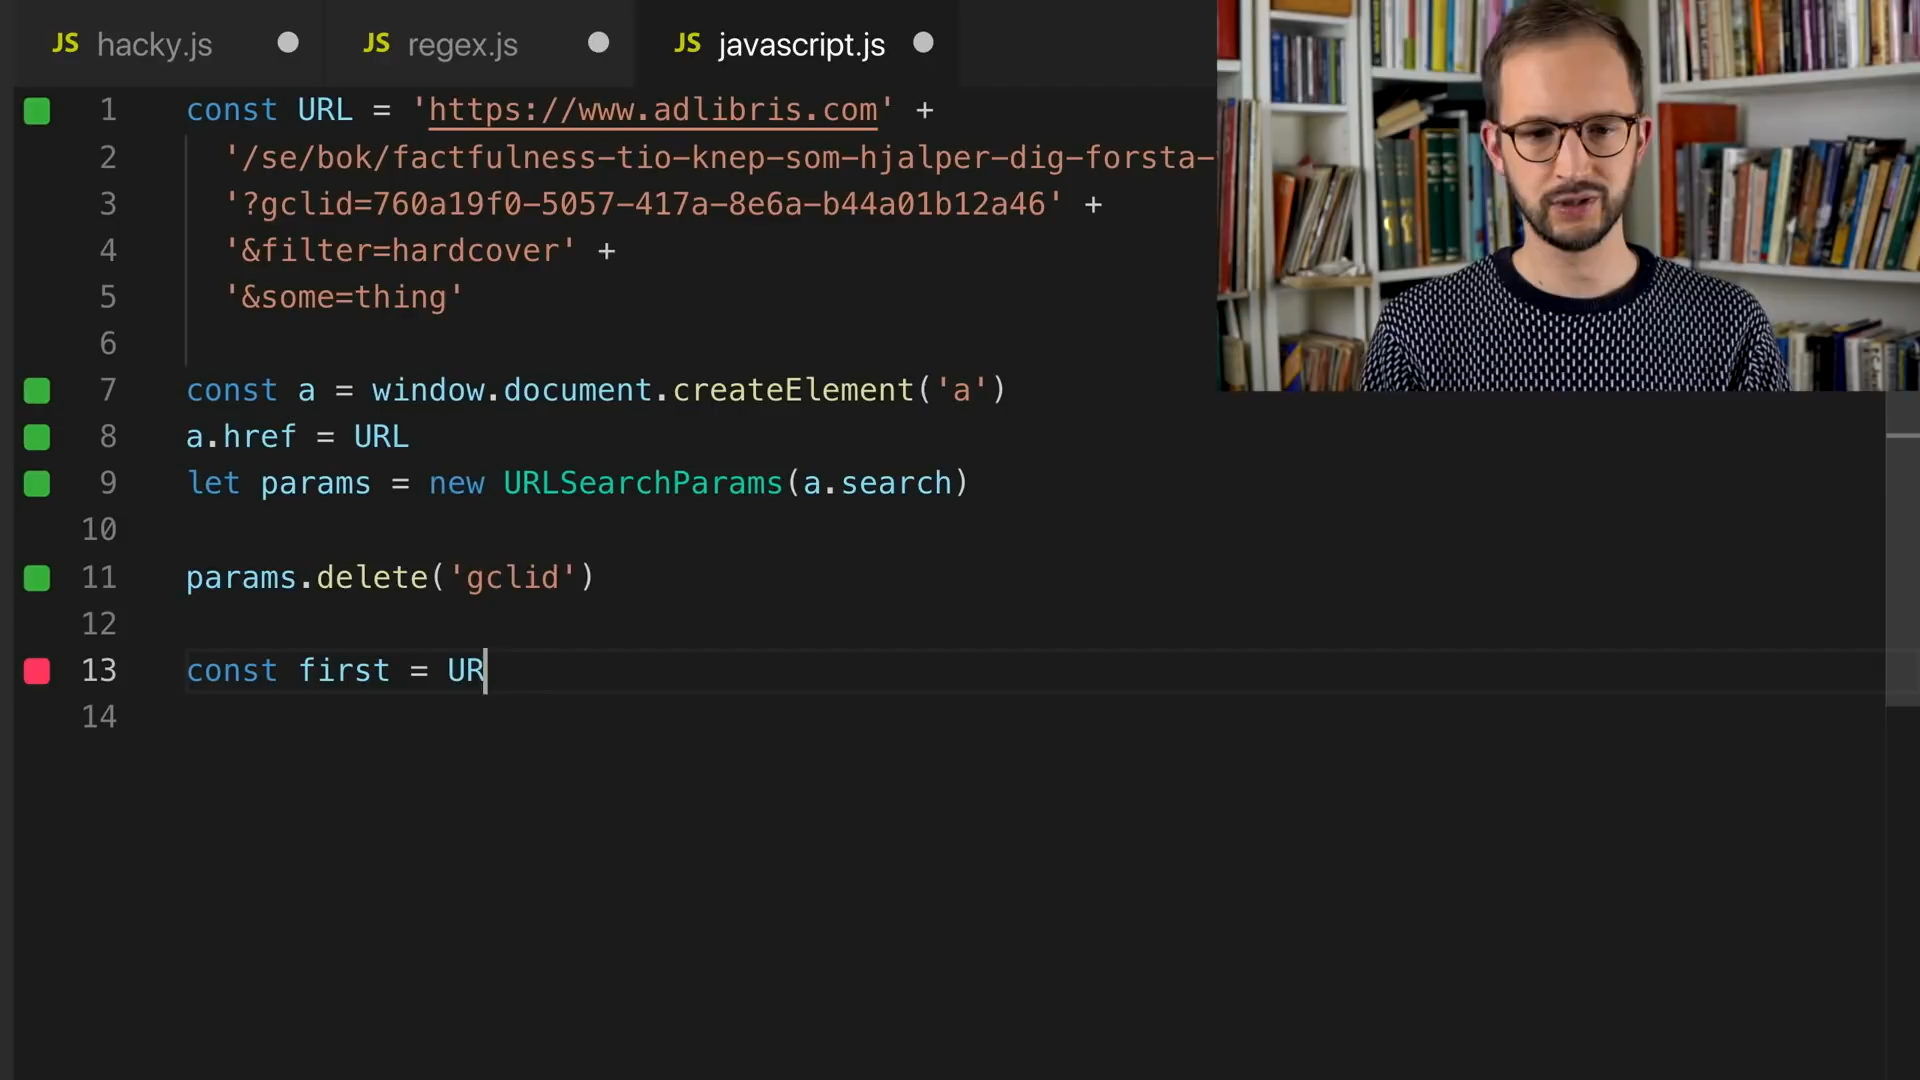 JS hacky.js
JS regex.js
JS javascript.js
1 const URL = 'https://www.adlibris.com' +
2 '/se/bok/factfulness-tio-knep-som-hjalper-dig-forsta-
3 '?gclid=760a19f0-5057-417a-8e6a-b44a01b12a46' +
4 '&filter=hardcover' +
5 '&some=thing'
6
7 const a = window.document.createElement('a')
8 a.href = URL
9 let params = new URLSearchParams(a.search)
10
11 params.delete('gclid')
12
13 const first = UR
14